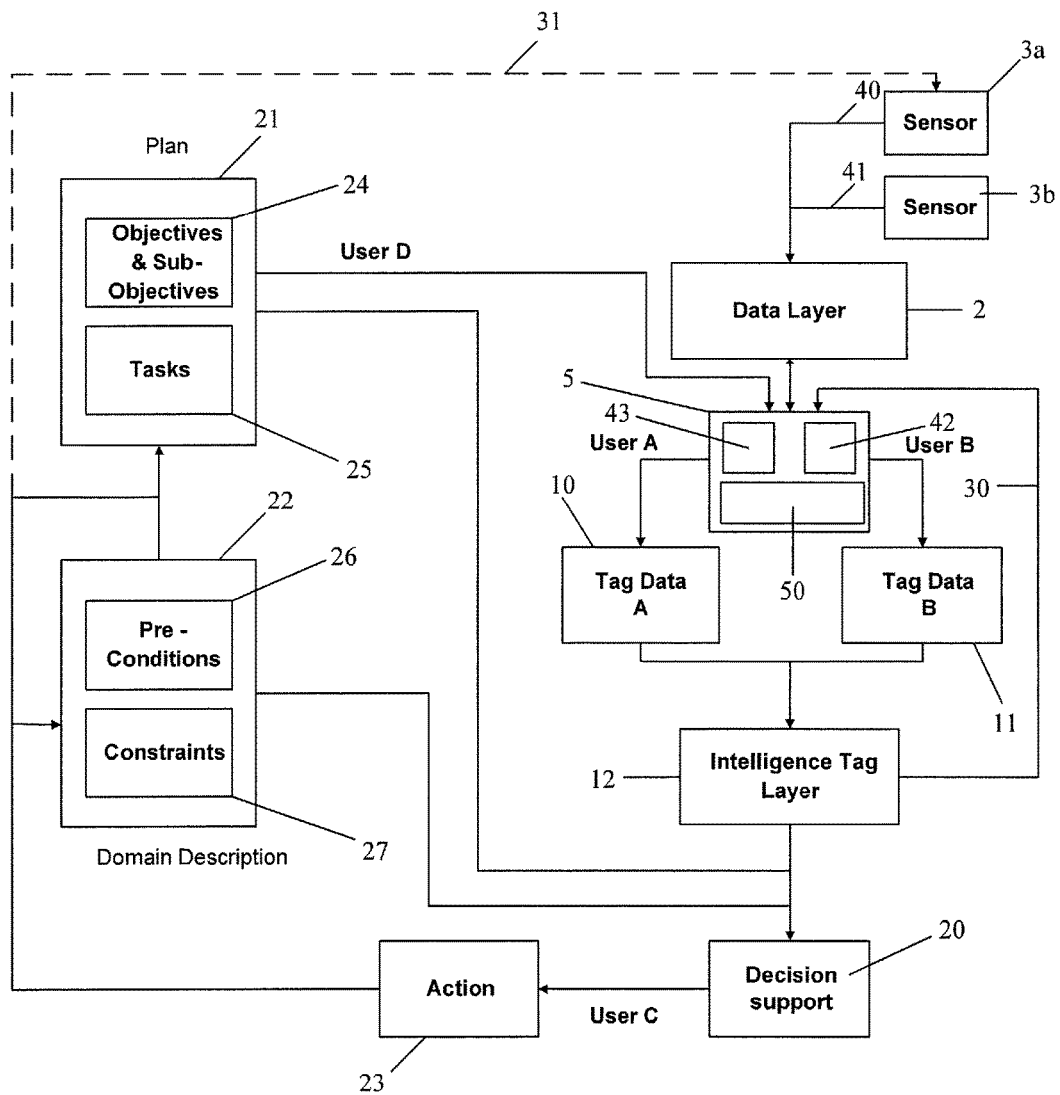 31
3a
40
Sensor
21
Plan
41
3b
Sensor
24
Objectives
& Sub-
Objectives
User D
Data Layer
2
Tasks
5
43
42
User A
User B
25
30
22
10
26
50
Tag Data
A
Tag Data
B
Pre -
Conditions
11
Constraints
12
Intelligence Tag
Layer
27
Domain Description
20
Action
Decision
support
User C
23